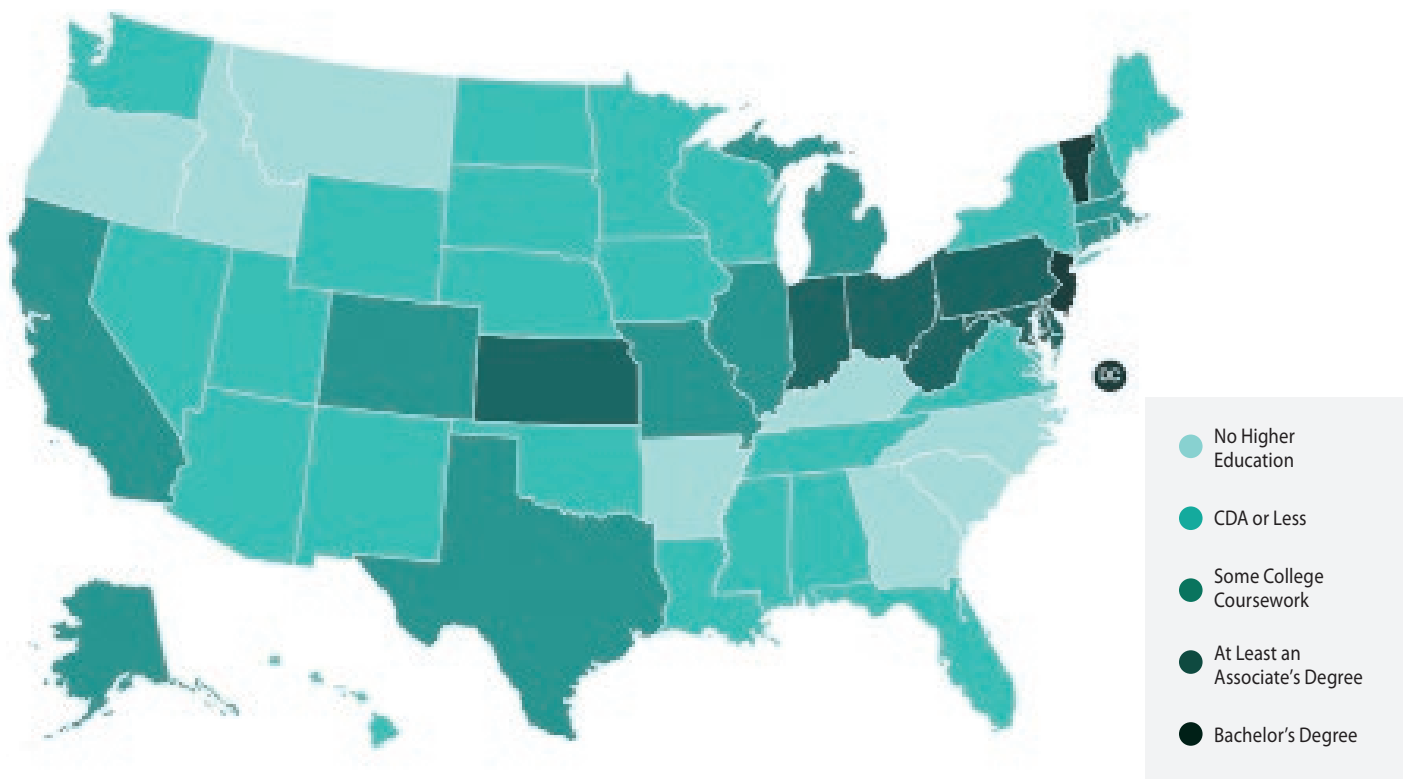 DC
No Higher
Education
CDA or Less
Some College
Coursework
At Least an
Associate's Degree
Bachelor's Degree